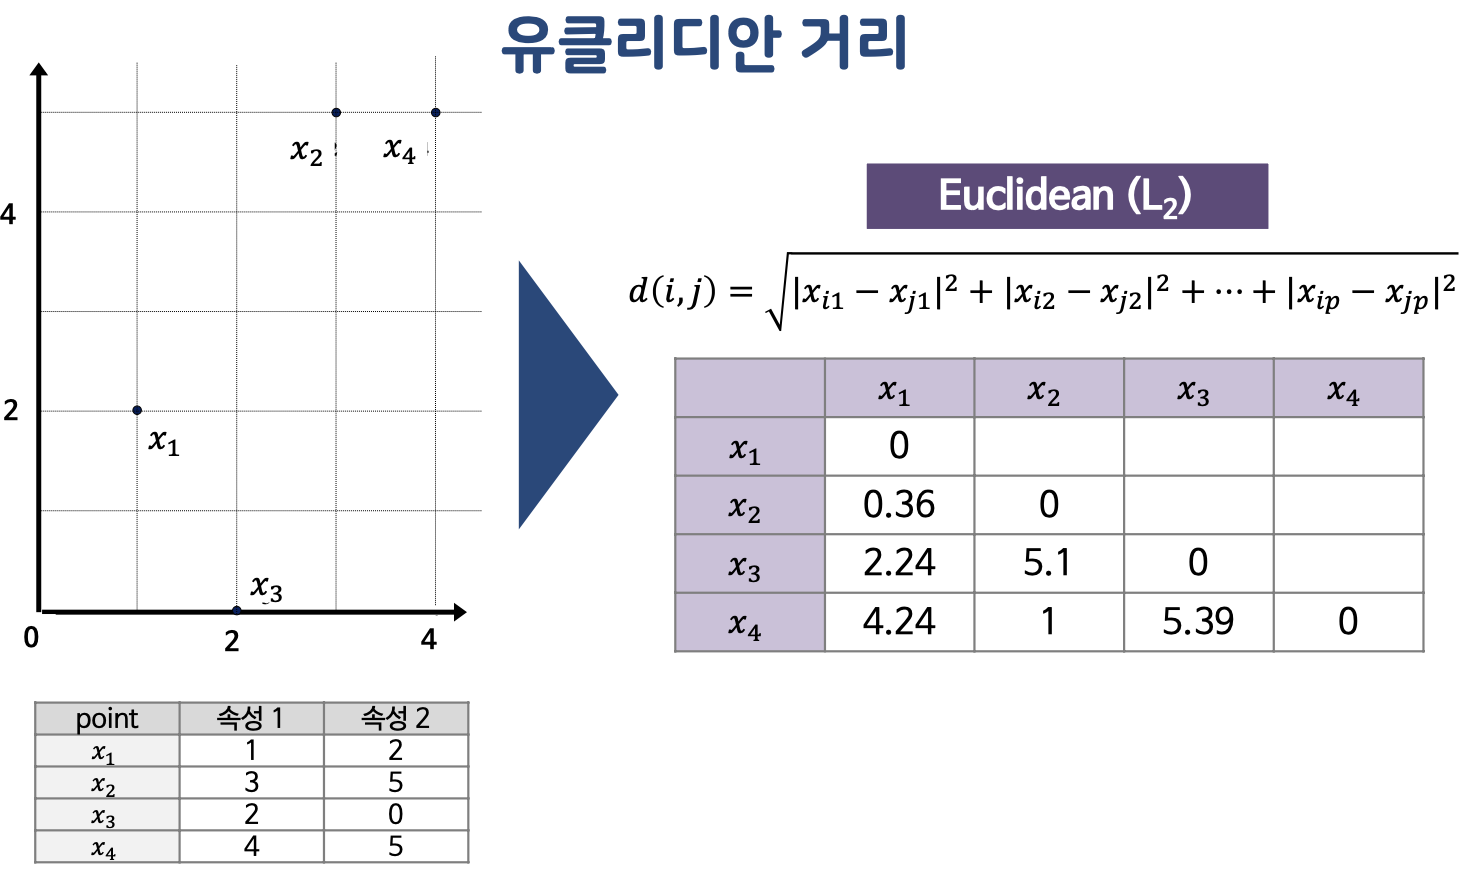 유클리디안 거리
x₂ x₄
4
2
x₁
x₃
0 2 4
point 속성 1 속성 2
x₁ 1 2
x₂ 3 5
x₃ 2 0
x₄ 4 5
Euclidean (L₂)
d(i, j) = √|xᵢ₁ − xⱼ₁|² + |xᵢ₂ − xⱼ₂|² + ⋯ + |xᵢₚ − xⱼₚ|²
x₁ x₂ x₃ x₄
x₁ 0
x₂ 0.36 0
x₃ 2.24 5.1 0
x₄ 4.24 1 5.39 0